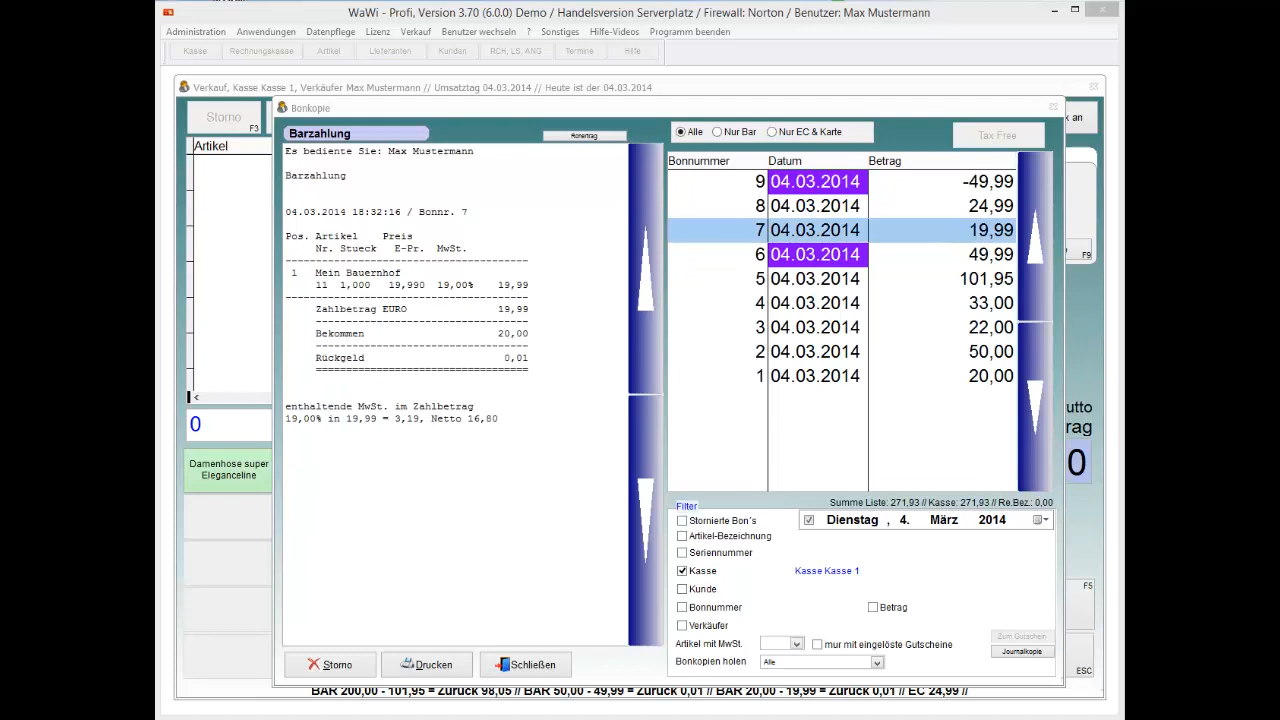 WaWi - Profi, Version 3.70 (6.0.0) Demo / Handelsversion Serverplatz / Firewall: Norton / Benutzer: Max Mustermann
Administration Anwendungen Datenpflege Lizenz Verkauf Benutzer wechseln ? Sonstiges Hilfe-Videos Programm beenden
Kasse Rechnungskasse Artikel Lieferanten Kunden RCH, LS, ANG Termine Hilfe
Verkauf, Kasse Kasse 1, Verkäufer Max Mustermann // Umsatztag 04.03.2014 // Heute ist der 04.03.2014
Storno
F3
Artikel
<
0
Damenhose super
Eleganceline
Bonkopie
Barzahlung
Rohertrag
Es bediente Sie: Max Mustermann
Barzahlung
04.03.2014 18:32:16 / Bonnr. 7
Pos. Artikel Preis
Nr. Stueck E-Pr. MwSt.
1 Mein Bauernhof
11 1,000 19,990 19,00% 19,99
Zahlbetrag EURO 19,99
Bekommen 20,00
Rückgeld 0,01
enthaltende MwSt. im Zahlbetrag
19,00% in 19,99 = 3,19, Netto 16,80
Storno Drucken Schließen
Alle Nur Bar Nur EC & Karte
Tax Free
Bonnummer Datum Betrag
9 04.03.2014 -49,99
8 04.03.2014 24,99
7 04.03.2014 19,99
6 04.03.2014 49,99
5 04.03.2014 101,95
4 04.03.2014 33,00
3 04.03.2014 22,00
2 04.03.2014 50,00
1 04.03.2014 20,00
Summe Liste: 271,93 // Kasse: 271,93 // Re.Bez.: 0,00
Filter
Stornierte Bon´s
Dienstag , 4. März 2014
Artikel-Bezeichnung
Seriennummer
Kasse Kasse Kasse 1
Kunde
Bonnummer Betrag
Verkäufer
Artikel mit MwSt. nur mit eingelöste Gutscheine
Zum Gutschein
Journalkopie
Bonkopien holen Alle
k an
F9
utto
rag
0
F5
ESC
BAR 200,00 - 101,95 = Zurück 98,05 // BAR 50,00 - 49,99 = Zurück 0,01 // BAR 20,00 - 19,99 = Zurück 0,01 // EC 24,99 //